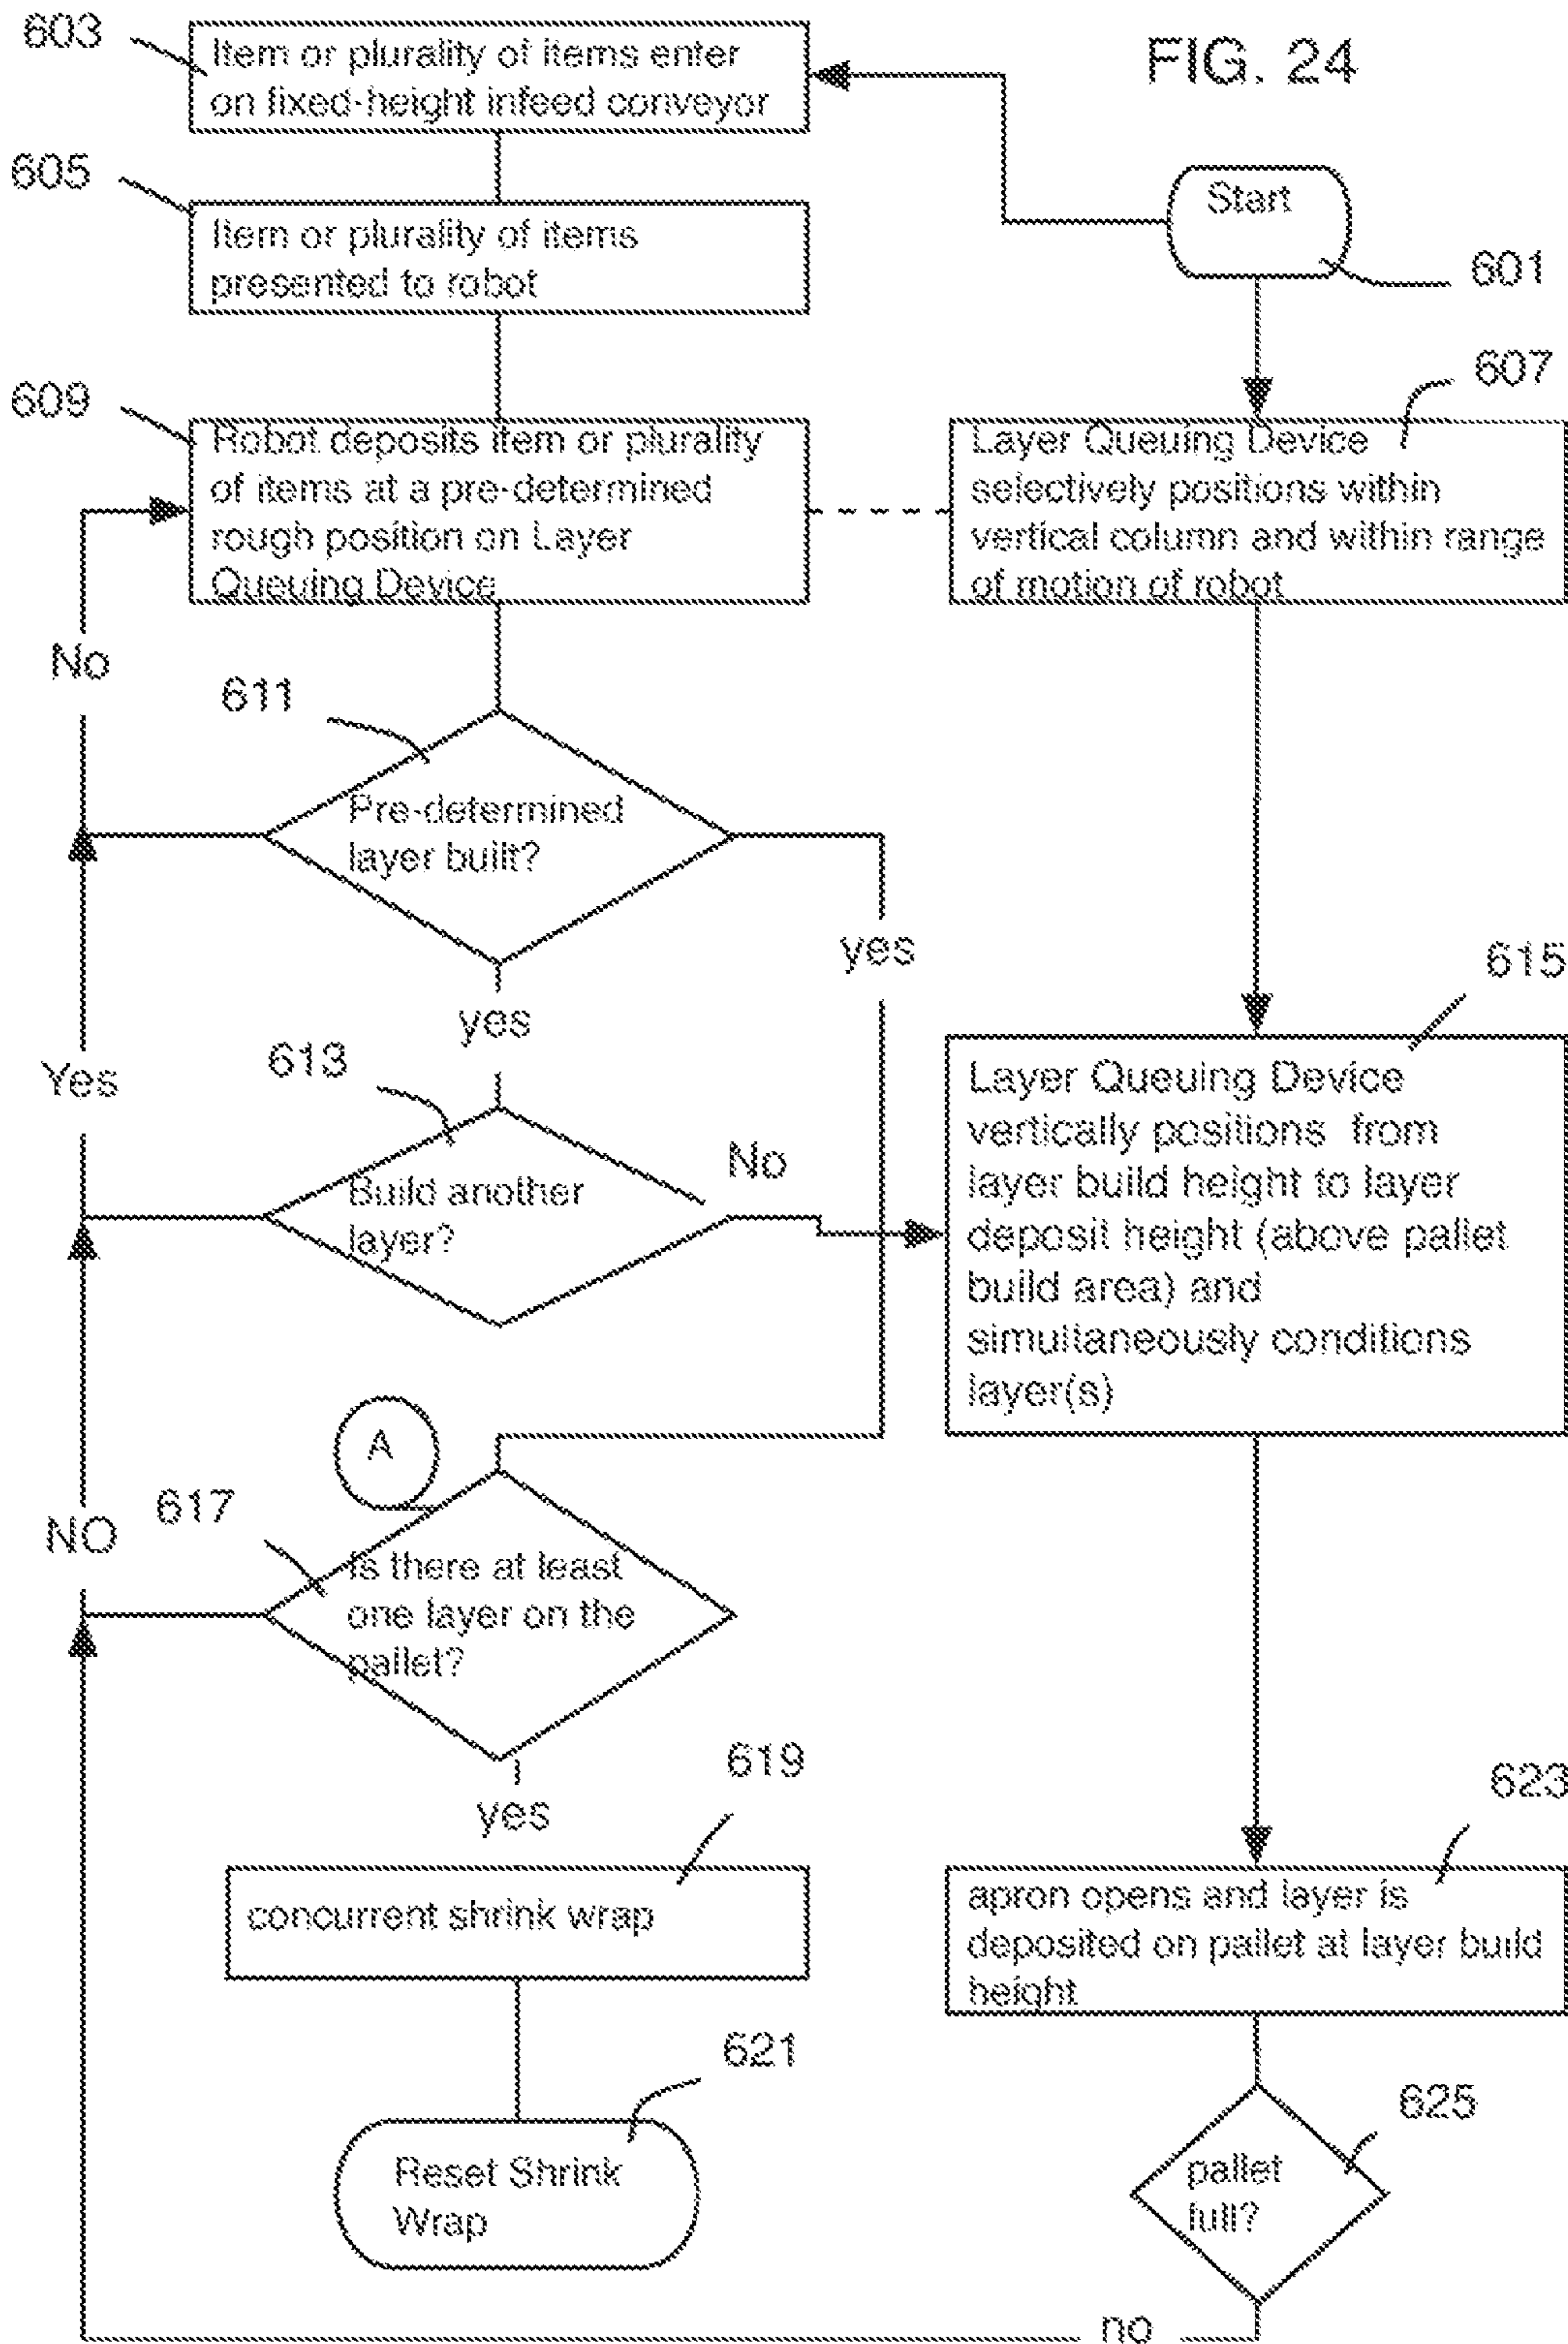 FIG. 24
603
Item or plurality of items enter
on fixed-height infeed conveyor
605
Item or plurality of items
presented to robot
Start
601
607
609
Robot deposits item or plurality
of items at a pre-determined
rough position on Layer
Queuing Device
Layer Queuing Device
selectively positions within
vertical column and within range
of motion of robot
No
611
Pre-determined
layer built?
yes
yes
615
613
Yes
Build another
layer?
No
Layer Queuing Device
vertically positions from
layer build height to layer
deposit height (above pallet
build area) and
simultaneously conditions
layer(s)
A
617
NO
Is there at least
one layer on the
pallet?
yes
619
concurrent shrink wrap
623
apron opens and layer is
deposited on pallet at layer build
height
621
Reset Shrink
Wrap
625
pallet
full?
no